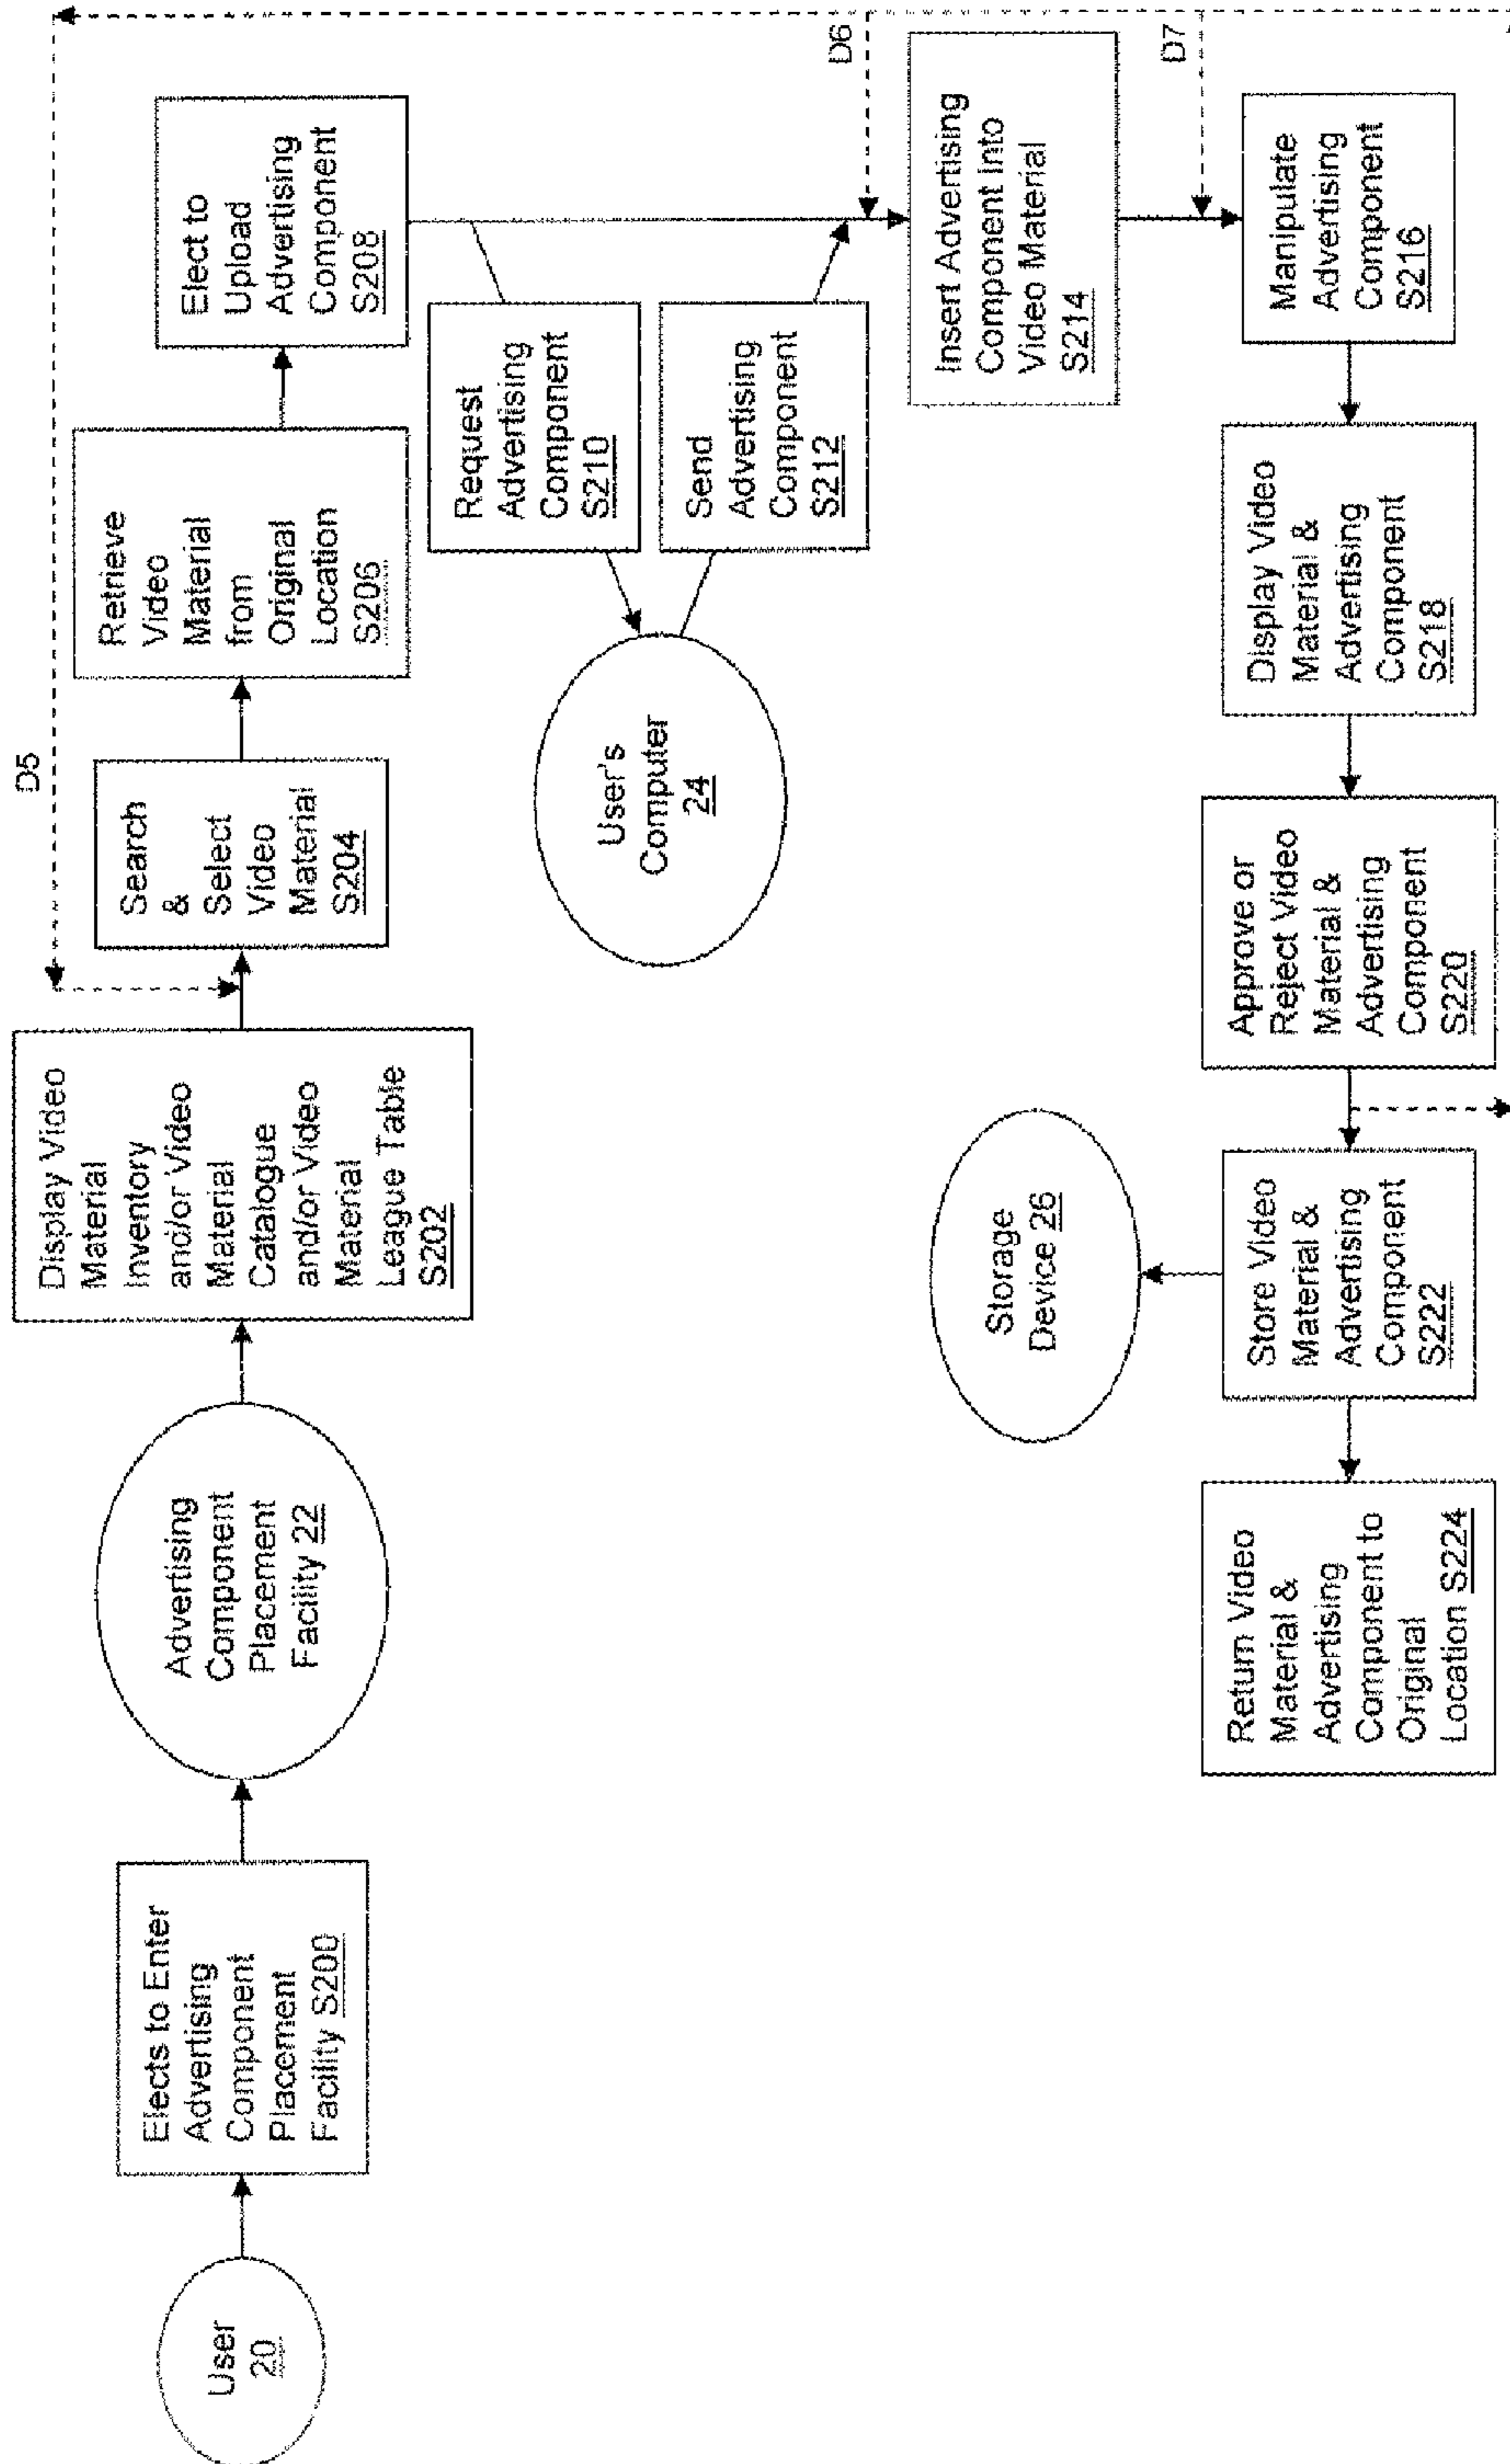 User
20
Elects to Enter
Advertising
Component
Placement
Facility S200
Advertising
Component
Placement
Facility 22
Display Video
Material
Inventory
and/or Video
Material
Catalogue
and/or Video
Material
League Table
S202
D5
Search
&
Select
Video
Material
S204
Retrieve
Video
Material
from
Original
Location
S206
Elect to
Upload
Advertising
Component
S208
Request
Advertising
Component
S210
User's
Computer
24
Send
Advertising
Component
S212
D6
Insert Advertising
Component Into
Video Material
S214
D7
Manipulate
Advertising
Component
S216
Display Video
Material &
Advertising
Component
S218
Approve or
Reject Video
Material &
Advertising
Component
S220
Store Video
Material &
Advertising
Component
S222
Storage
Device 26
Return Video
Material &
Advertising
Component to
Original
Location S224